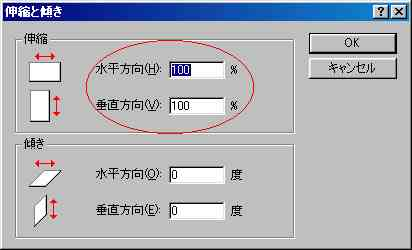 伸縮と傾き
伸縮
水平方向(H): 100 %
垂直方向(V): 100 %
傾き
水平方向(O): 0 度
垂直方向(E): 0 度
OK
キャンセル